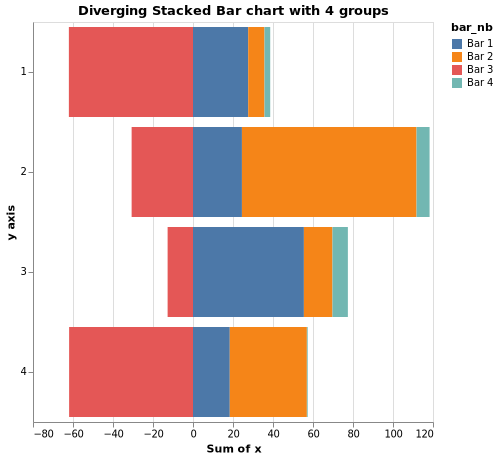 Diverging Stacked Bar chart with 4 groups
bar_nb
Bar 1
Bar 2
Bar 3
Bar 4
y axis
1
2
3
4
−80 −60 −40 −20 0 20 40 60 80 100 120
Sum of x